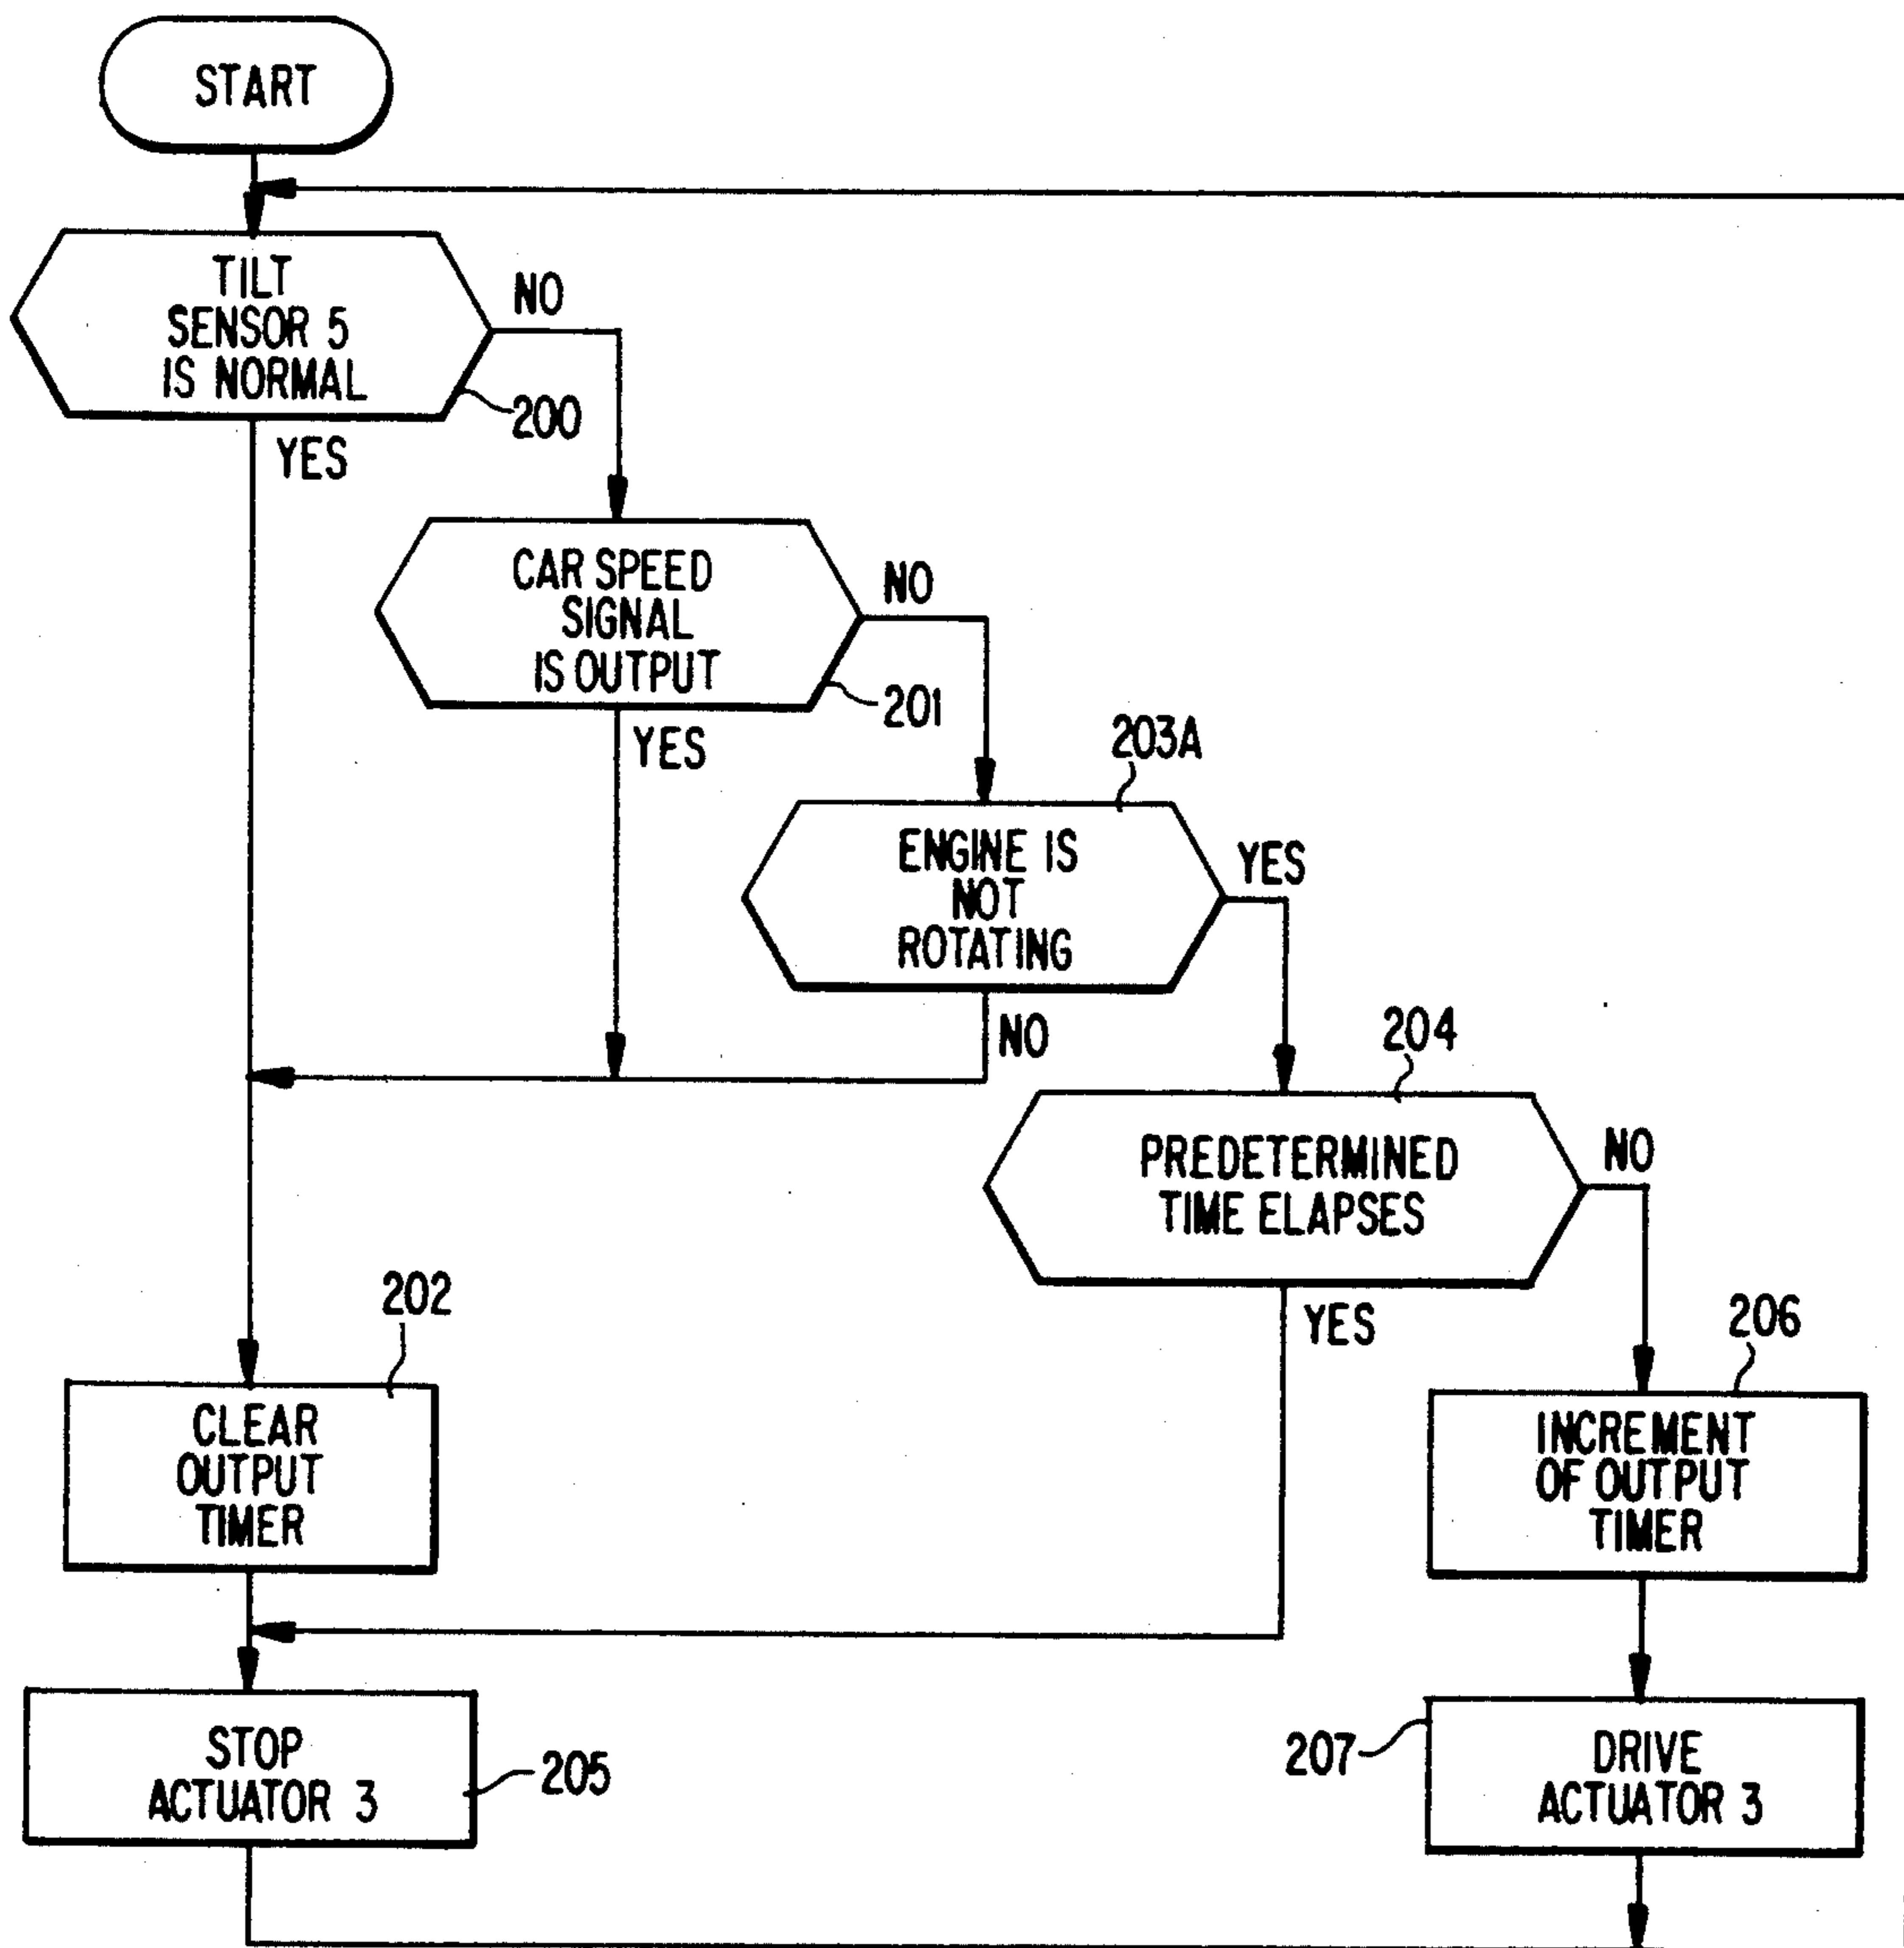 START
TILT
SENSOR 5
IS NORMAL
NO
200
YES
CAR SPEED
SIGNAL
IS OUTPUT
NO
201
YES
203A
ENGINE IS
NOT
ROTATING
YES
NO
204
PREDETERMINED
TIME ELAPSES
NO
YES
202
CLEAR
OUTPUT
TIMER
206
INCREMENT
OF OUTPUT
TIMER
STOP
ACTUATOR 3
205
207
DRIVE
ACTUATOR 3